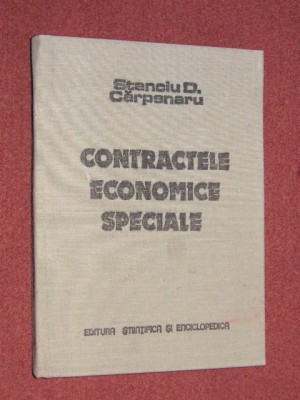 Stanciu D.
Cărpenaru
CONTRACTELE
ECONOMICE
SPECIALE
EDITURA ŞTIINŢIFICĂ ŞI ENCICLOPEDICĂ